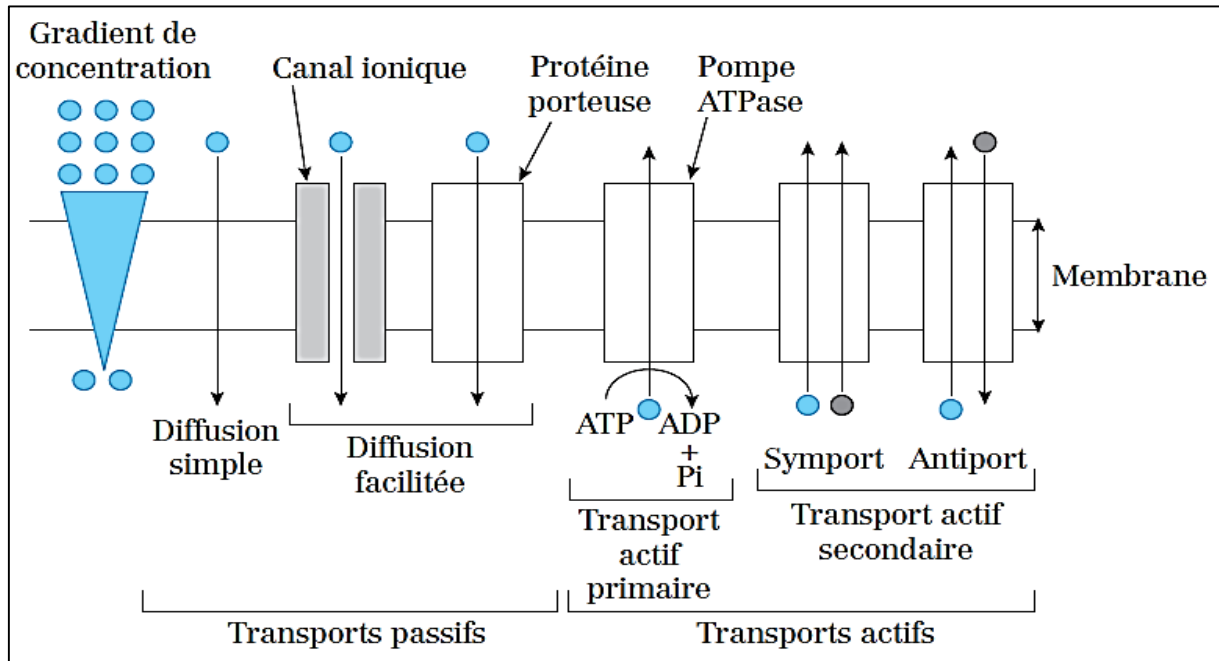 Gradient de
concentration
Canal ionique
Protéine
porteuse
Pompe
ATPase
Membrane
ATP
ADP
+
Pi
Diffusion
simple
Diffusion
facilitée
Symport
Antiport
Transport
actif
primaire
Transport actif
secondaire
Transports passifs
Transports actifs